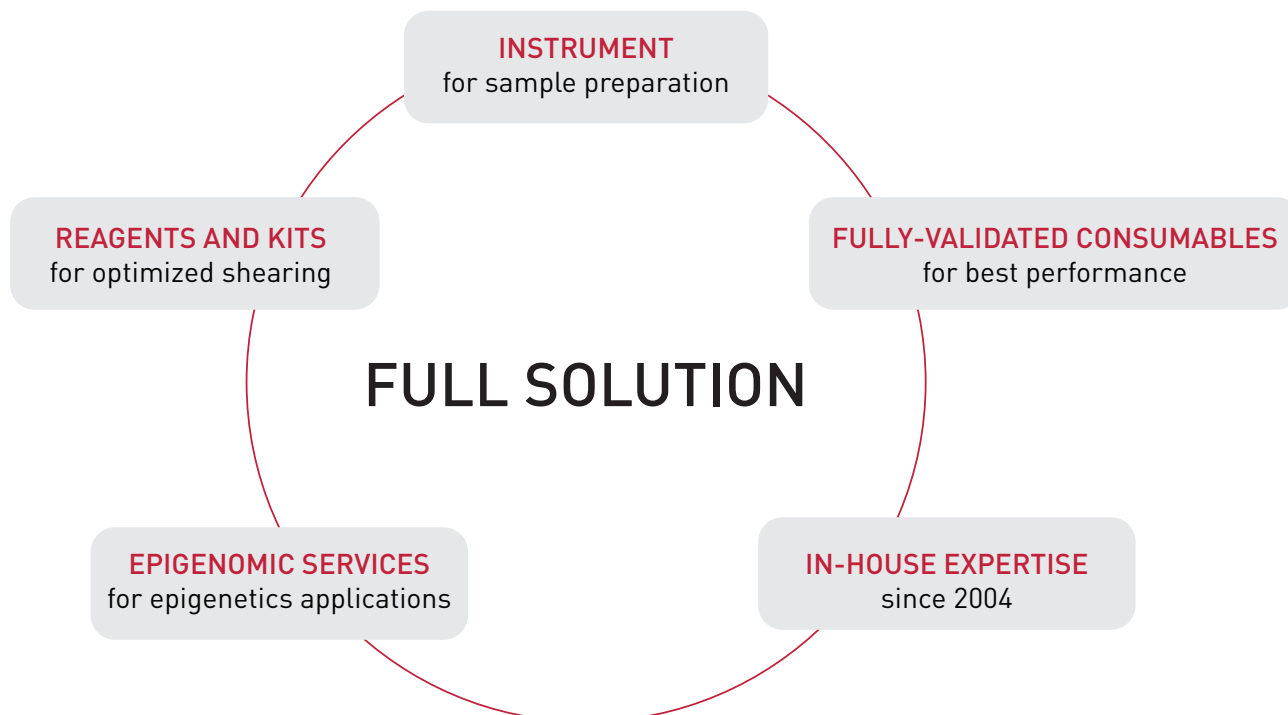 INSTRUMENT
for sample preparation
REAGENTS AND KITS
for optimized shearing
FULLY-VALIDATED CONSUMABLES
for best performance
FULL SOLUTION
EPIGENOMIC SERVICES
for epigenetics applications
IN-HOUSE EXPERTISE
since 2004